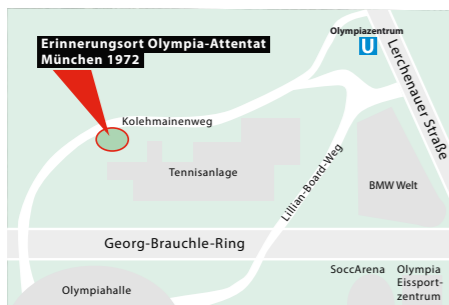 Erinnerungsort Olympia-Attentat
München 1972
Olympiazentrum
U
Lerchenauer Straße
Kolehmainenweg
Tennisanlage
Lillian-Board-Weg
BMW Welt
Georg-Brauchle-Ring
SoccArena
Olympia
Eissport-
zentrum
Olympiahalle